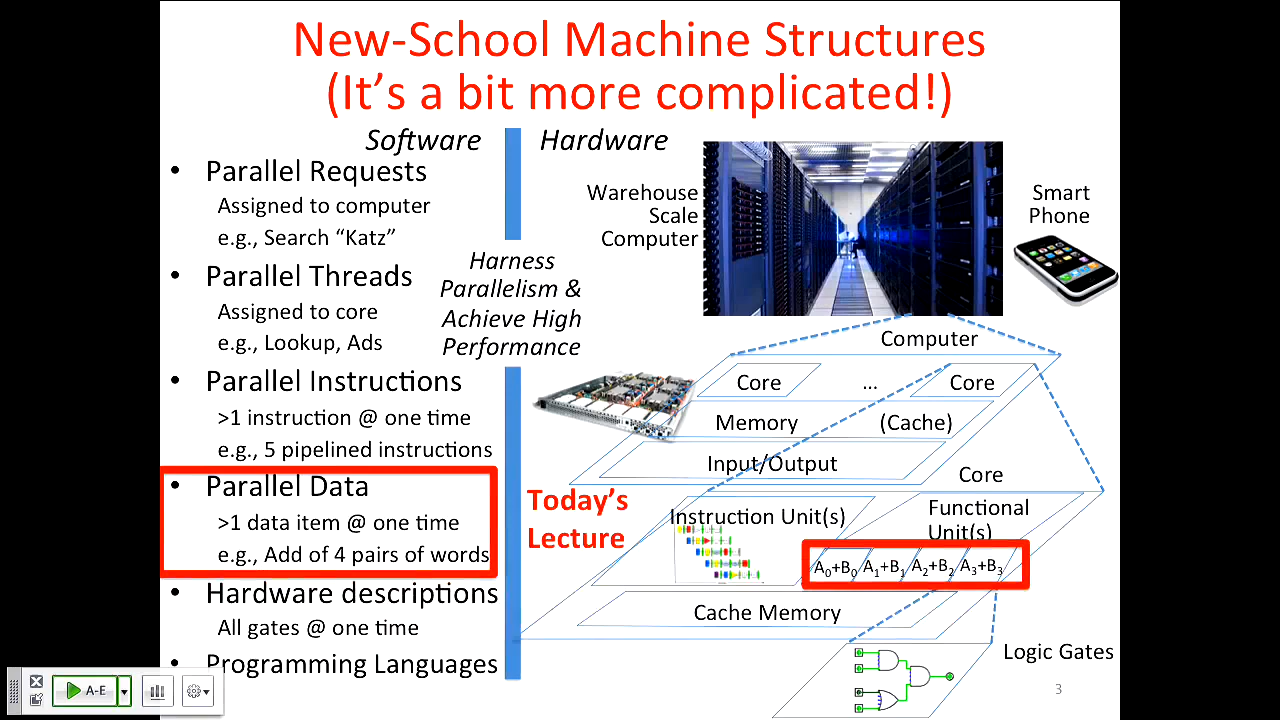 New-School Machine Structures
(It's a bit more complicated!)
Software
Hardware
• Parallel Requests
Assigned to computer
e.g., Search “Katz”
• Parallel Threads
Assigned to core
e.g., Lookup, Ads
• Parallel Instructions
>1 instruction @ one time
e.g., 5 pipelined instructions
• Parallel Data
>1 data item @ one time
e.g., Add of 4 pairs of words
• Hardware descriptions
All gates @ one time
• Programming Languages
Harness
Parallelism &
Achieve High
Performance
Warehouse
Scale
Computer
Smart
Phone
Computer
Core
...
Core
Memory
(Cache)
Input/Output
Core
Today's
Lecture
Instruction Unit(s)
Functional
Unit(s)
A₀+B₀ A₁+B₁ A₂+B₂ A₃+B₃
Cache Memory
Logic Gates
3
A-E